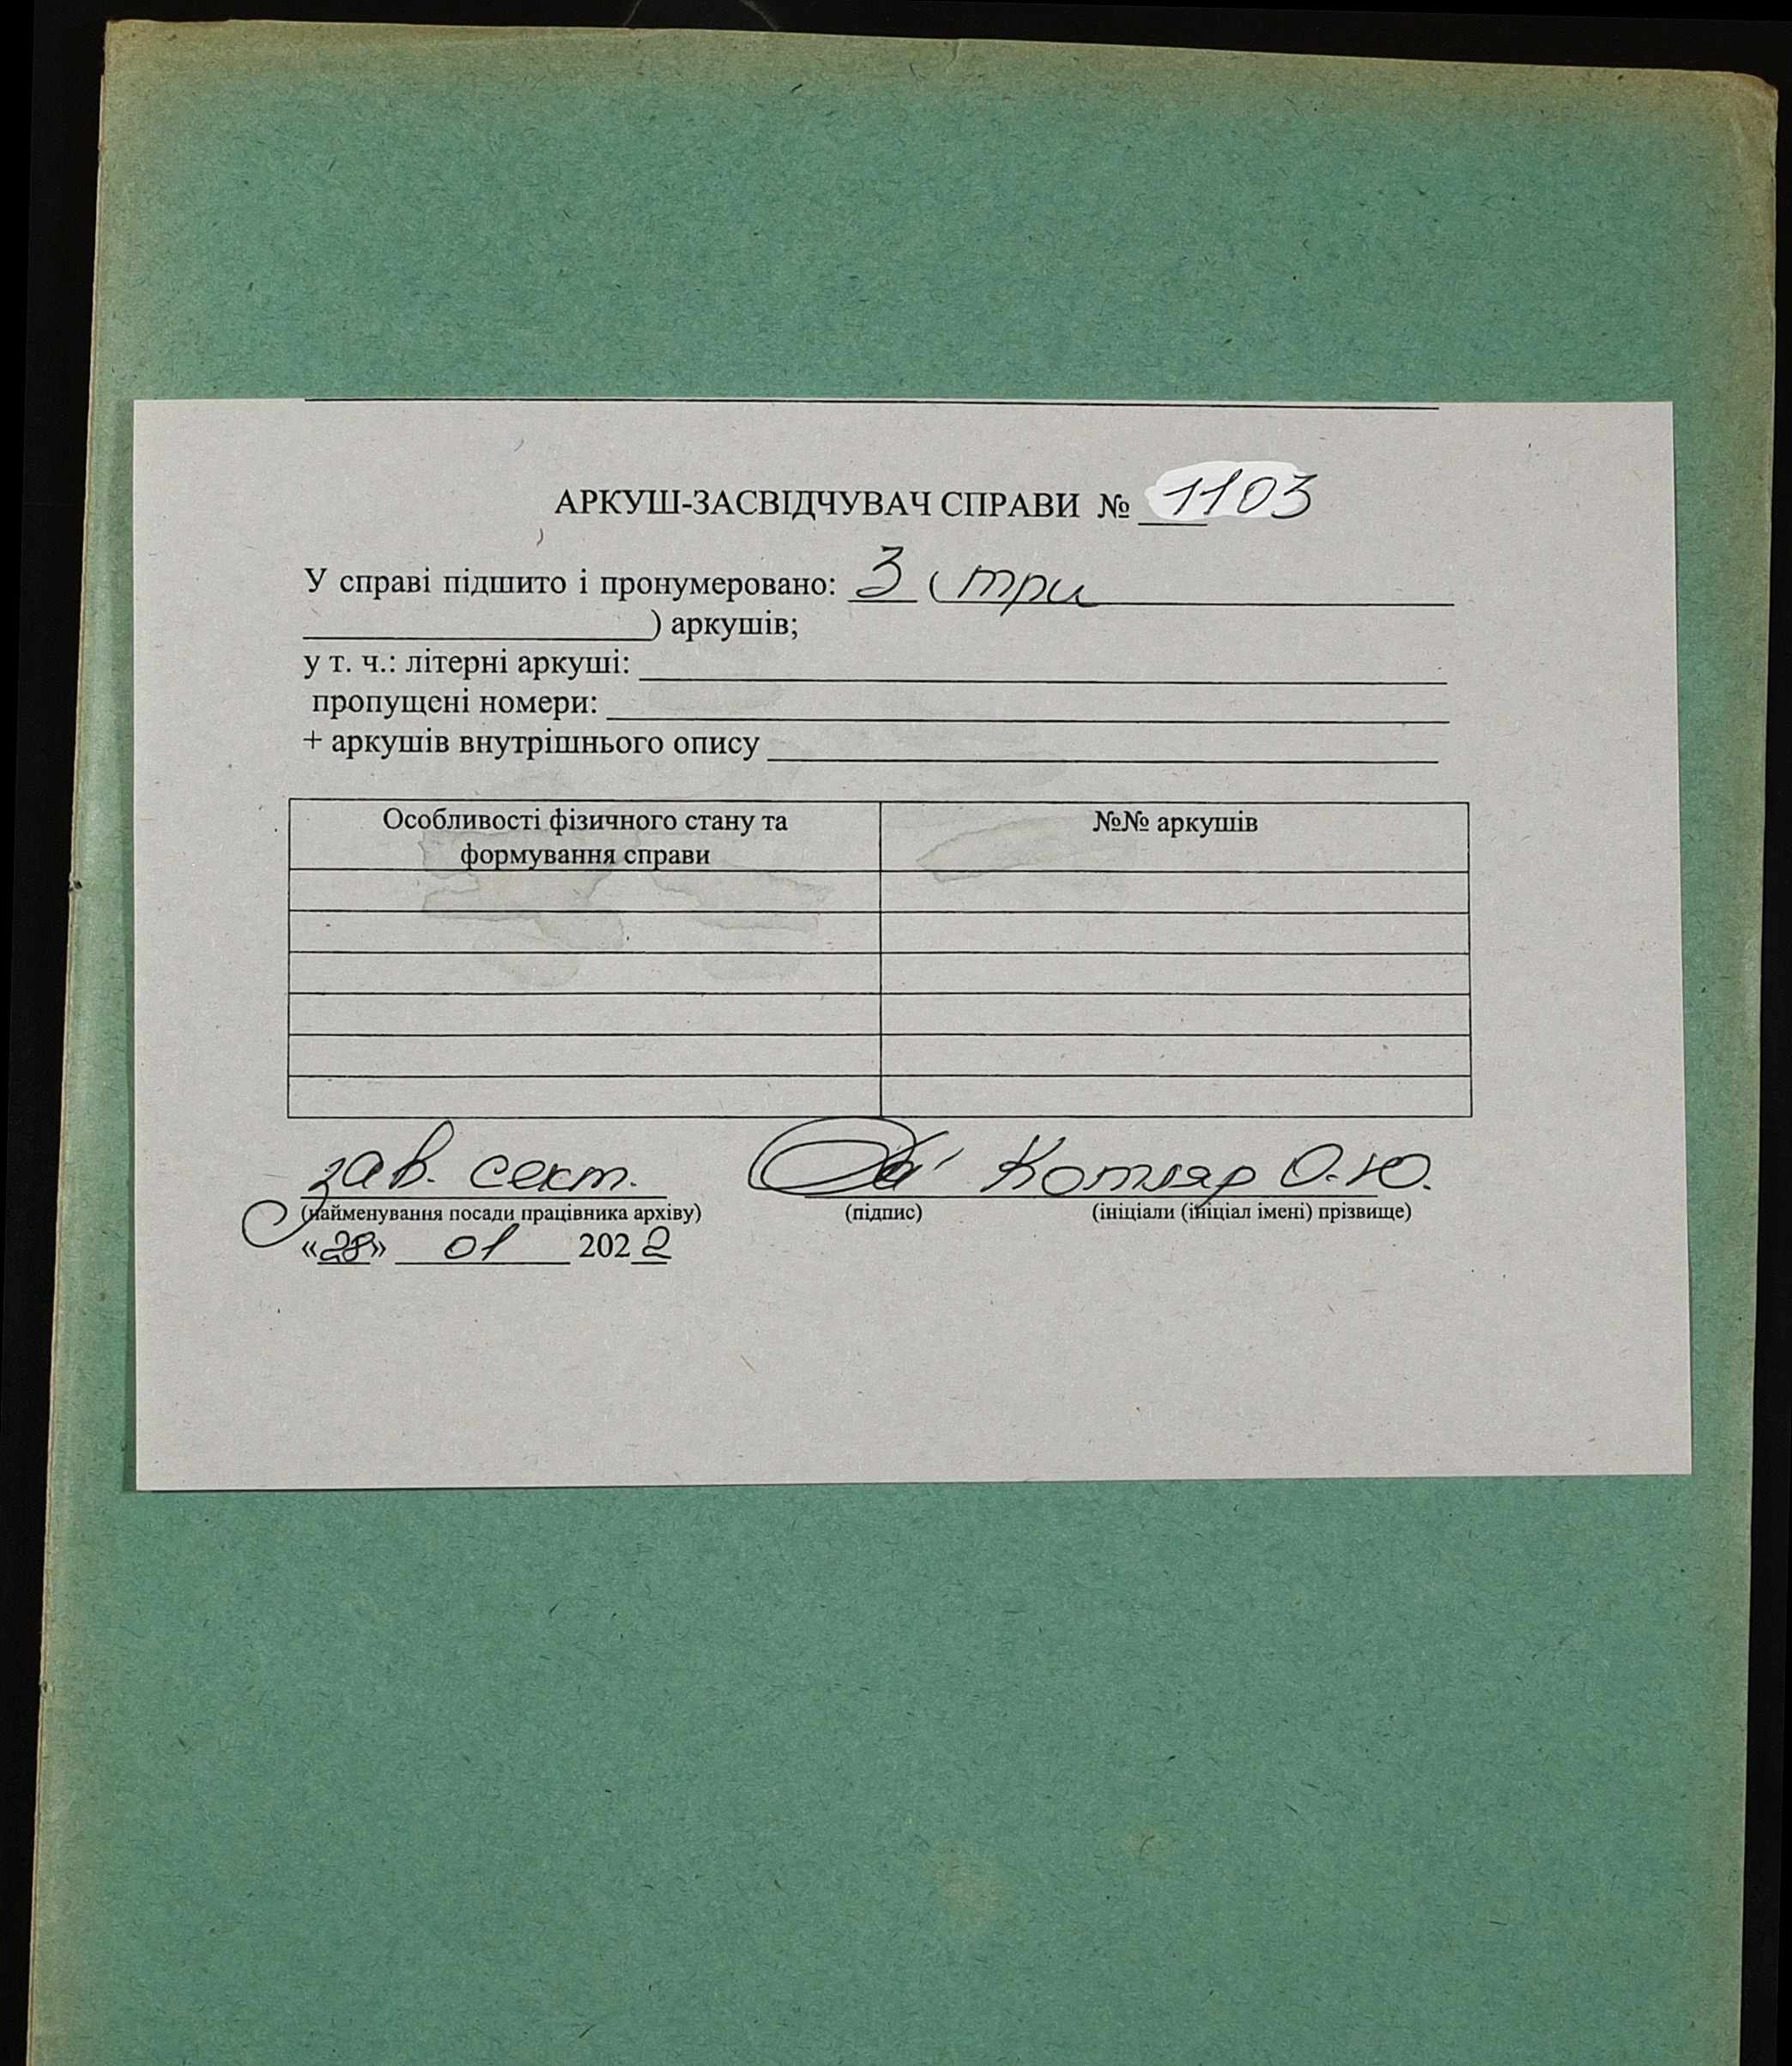 АРКУШ-ЗАСВІДЧУВАЧ СПРАВИ № 1103
У справі підшито і пронумеровано: 3 ( три
) аркушів;
у т. ч.: літерні аркуші:
пропущені номери:
+ аркушів внутрішнього опису
Особливості фізичного стану та
формування справи
№№ аркушів
зав. сект. Котляр О.Ю.
(найменування посади працівника архіву) (підпис) (ініціали (ініціал імені) прізвище)
«28» 01 2022